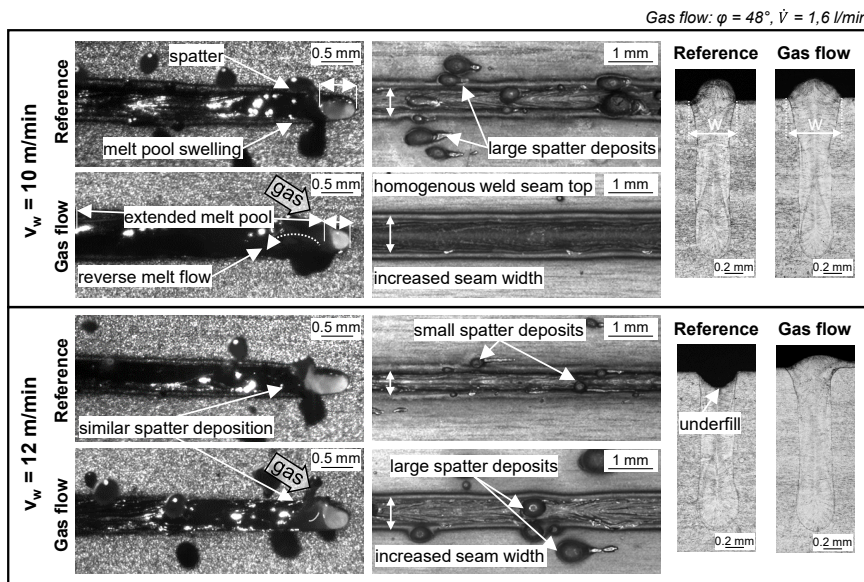 Gas flow: φ = 48°, V̇ = 1,6 l/min
v_w = 10 m/min
Reference
spatter
0.5 mm
melt pool swelling
1 mm
large spatter deposits
Reference
Gas flow
w
w
0.2 mm
0.2 mm
Gas flow
gas
0.5 mm
extended melt pool
reverse melt flow
homogenous weld seam top
1 mm
increased seam width
v_w = 12 m/min
Reference
0.5 mm
similar spatter deposition
small spatter deposits
1 mm
Reference
Gas flow
underfill
0.2 mm
0.2 mm
Gas flow
gas
0.5 mm
large spatter deposits
1 mm
increased seam width